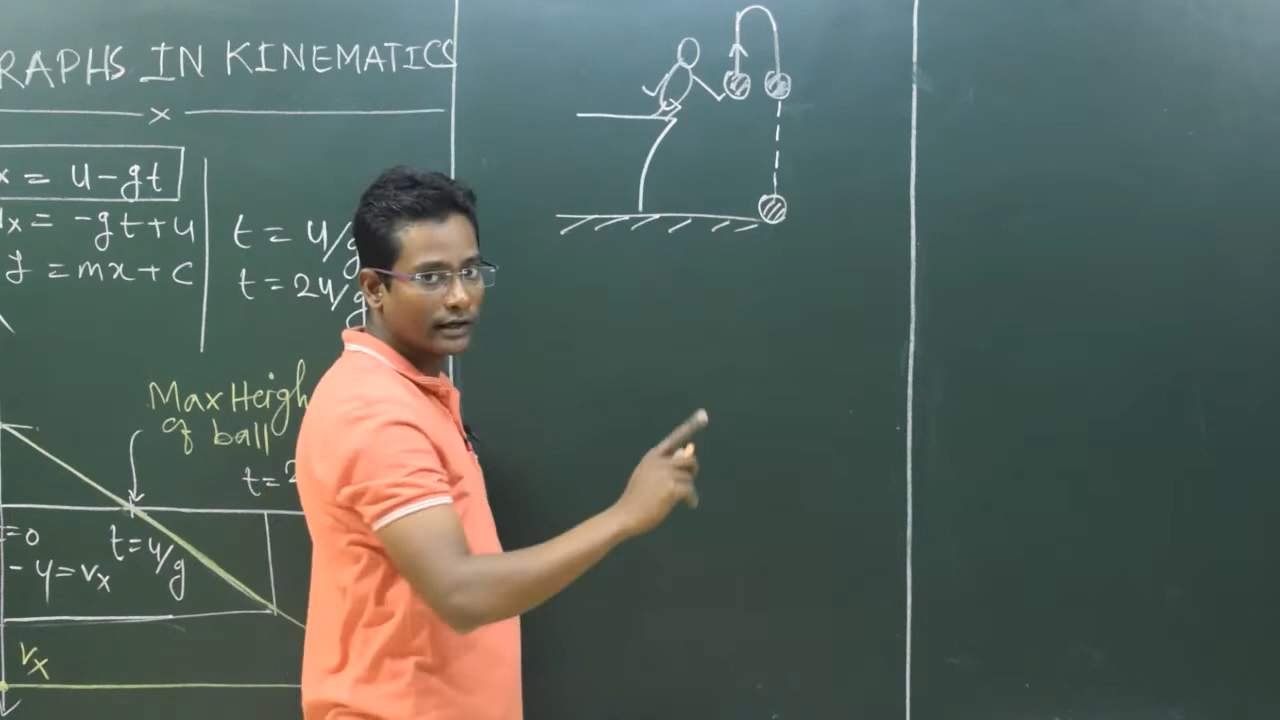 RAPHS IN KINEMATICS
x = u - gt
x = -gt + u
y = mx + c
t = u/g
t = 2u/g
Max Heigh
of ball
t = 2
= 0
t = u/g
- u = vx
vx